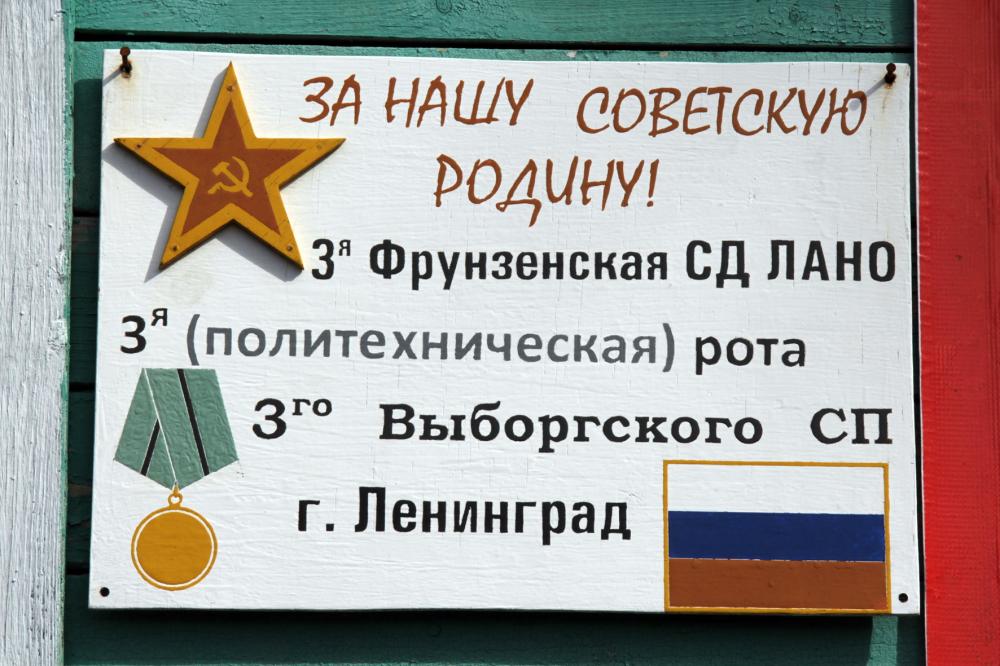 ЗА НАШУ СОВЕТСКУЮ
РОДИНУ!
3я Фрунзенская СД ЛАНО
3я (политехническая) рота
3го Выборгского СП
г. Ленинград